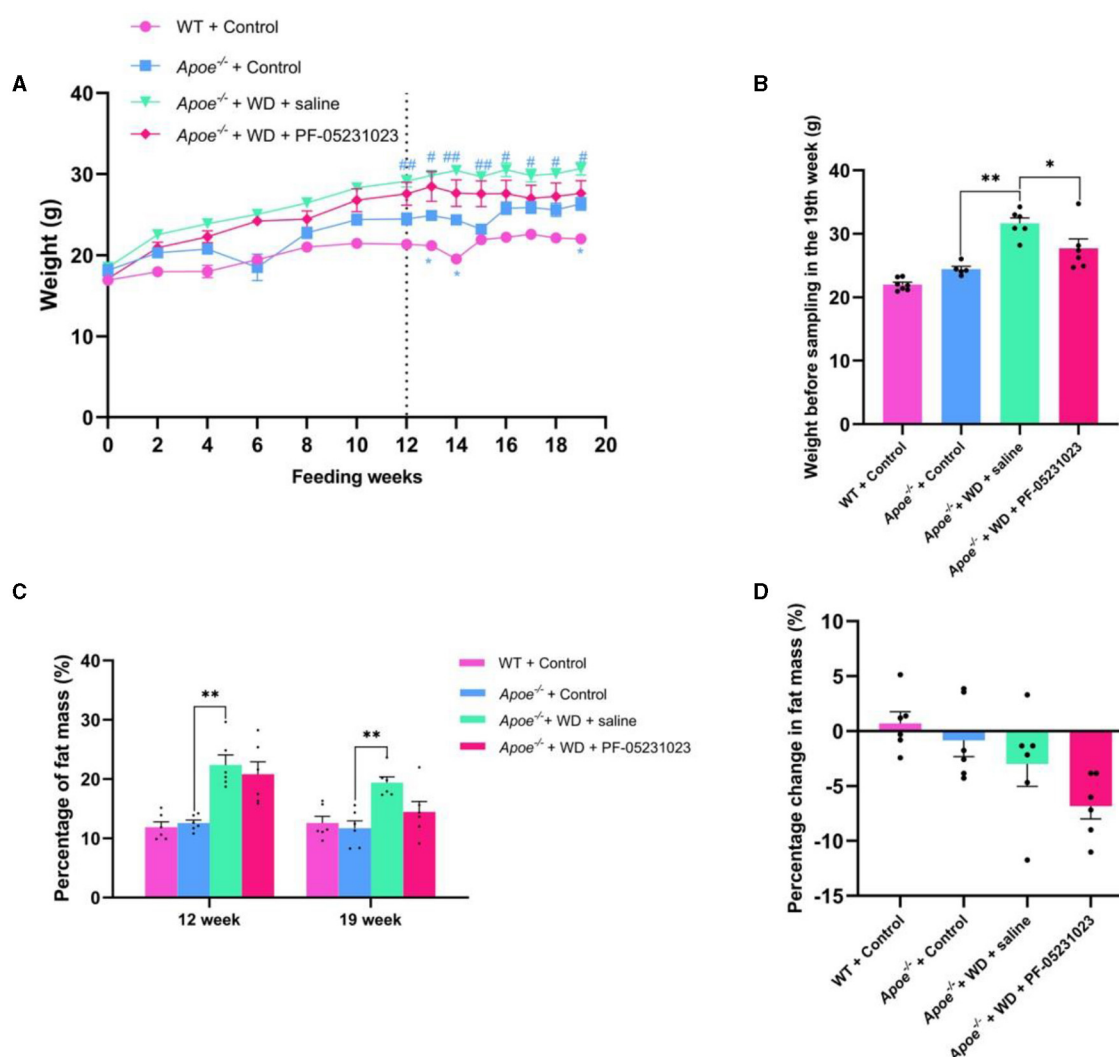 WT + Control
Apoe-/- + Control
Apoe-/- + WD + saline
Apoe-/- + WD + PF-05231023
A
40
30
20
10
0
Weight (g)
## # ## ## # # # #
* * *
0 2 4 6 8 10 12 14 16 18 20
Feeding weeks
B
Weight before sampling in the 19th week (g)
40
30
20
10
0
** *
WT + Control
Apoe-/- + Control
Apoe-/- + WD + saline
Apoe-/- + WD + PF-05231023
C
Percentage of fat mass (%)
40
30
20
10
0
** **
12 week 19 week
WT + Control
Apoe-/- + Control
Apoe-/- + WD + saline
Apoe-/- + WD + PF-05231023
D
Percentage change in fat mass (%)
10
5
0
-5
-10
-15
WT + Control
Apoe-/- + Control
Apoe-/- + WD + saline
Apoe-/- + WD + PF-05231023